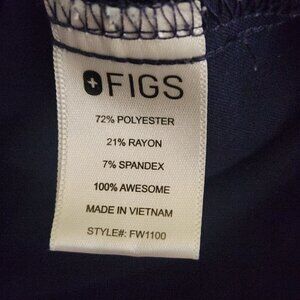 FIGS
72% POLYESTER
21% RAYON
7% SPANDEX
100% AWESOME
MADE IN VIETNAM
STYLE#: FW1100